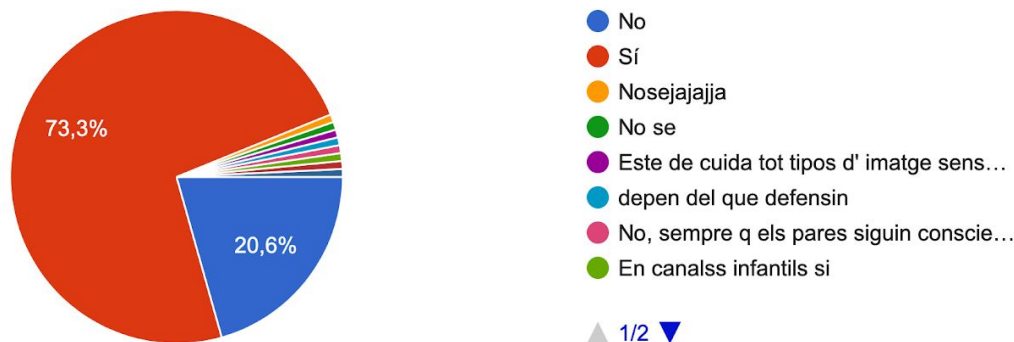 73,3%
20,6%
No
Sí
Nosejajajja
No se
Este de cuida tot tipos d' imatge sens…
depen del que defensin
No, sempre q els pares siguin conscie…
En canalss infantils si
1/2